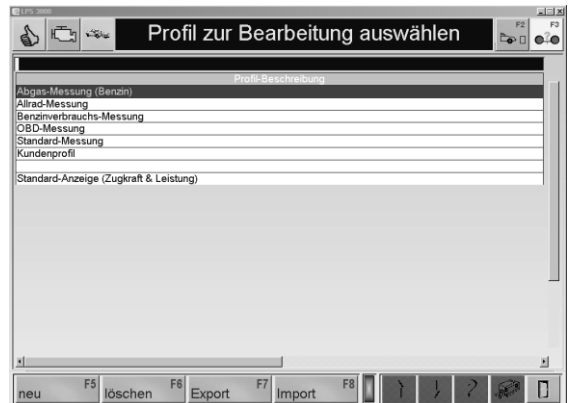 LPS 3000
Profil zur Bearbeitung auswählen
F2
F3
Profil-Beschreibung
Abgas-Messung (Benzin)
Allrad-Messung
Benzinverbrauchs-Messung
OBD-Messung
Standard-Messung
Kundenprofil
Standard-Anzeige (Zugkraft & Leistung)
neu F5
löschen F6
Export F7
Import F8